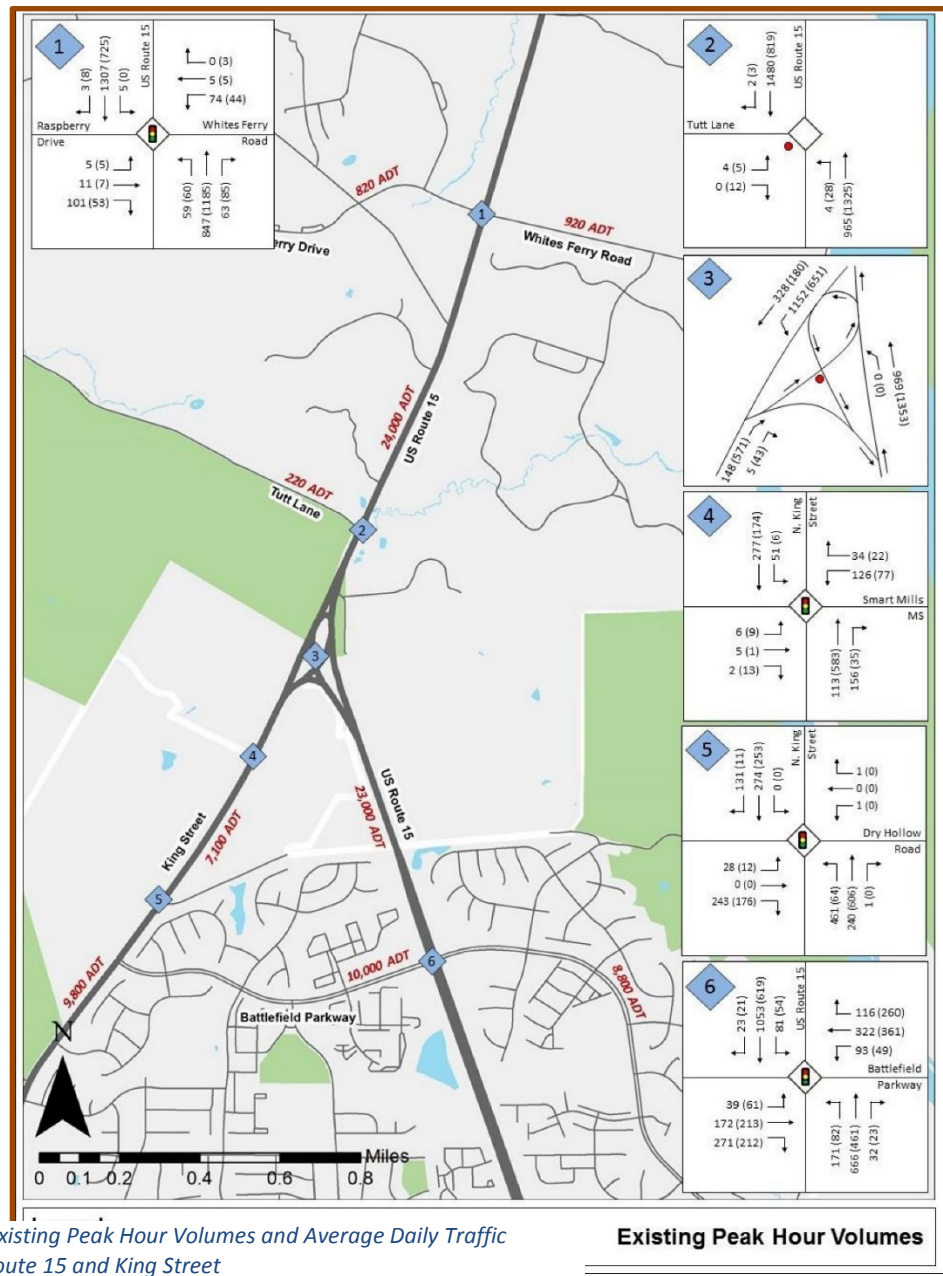 1
US Route 15
3 (8)
1307 (725)
5 (0)
0 (3)
5 (5)
74 (44)
Raspberry
Drive
Whites Ferry
Road
5 (5)
11 (7)
101 (53)
59 (60)
847 (1185)
63 (85)
2
US Route 15
2 (3)
1480 (819)
Tutt Lane
4 (5)
0 (12)
4 (28)
965 (1325)
3
328 (180)
1152 (651)
0 (0)
969 (1353)
148 (571)
5 (43)
4
N. King
Street
277 (174)
51 (6)
34 (22)
126 (77)
Smart Mills
MS
6 (9)
5 (1)
2 (13)
113 (583)
156 (35)
5
N. King
Street
131 (11)
274 (253)
0 (0)
1 (0)
0 (0)
1 (0)
Dry Hollow
Road
28 (12)
0 (0)
243 (176)
461 (64)
240 (606)
1 (0)
6
US Route 15
23 (21)
1053 (619)
81 (54)
116 (260)
322 (361)
93 (49)
Battlefield
Parkway
39 (61)
172 (213)
271 (212)
171 (82)
666 (461)
32 (23)
820 ADT
1
920 ADT
Whites Ferry Road
erry Drive
24,000 ADT
US Route 15
220 ADT
Tutt Lane
2
3
4
US Route 15
23,000 ADT
King Street
7,100 ADT
5
6
10,000 ADT
8,800 ADT
9,800 ADT
Battlefield Parkway
N
Miles
0 0.1 0.2 0.4 0.6 0.8
Existing Peak Hour Volumes
xisting Peak Hour Volumes and Average Daily Traffic
oute 15 and King Street